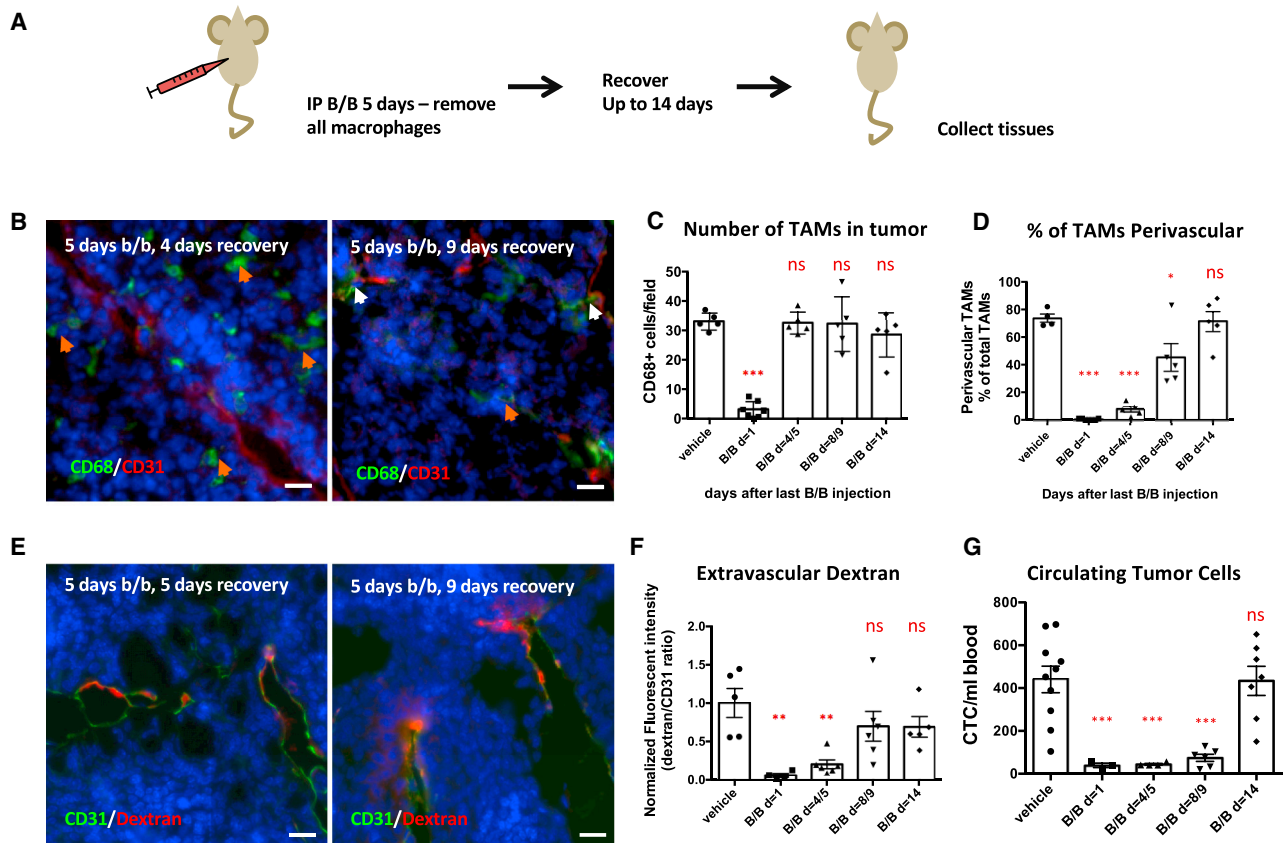 A
IP B/B 5 days – remove
all macrophages
Recover
Up to 14 days
Collect tissues
B
5 days b/b, 4 days recovery
CD68/CD31
5 days b/b, 9 days recovery
CD68/CD31
C
Number of TAMs in tumor
CD68+ cells/field
50
40
30
20
10
0
***
ns
ns
ns
vehicle
B/B d=1
B/B d=4/5
B/B d=8/9
B/B d=14
days after last B/B injection
D
% of TAMs Perivascular
Perivascular TAMs
% of total TAMs
100
80
60
40
20
0
***
***
*
ns
vehicle
B/B d=1
B/B d=4/5
B/B d=8/9
B/B d=14
Days after last B/B injection
E
5 days b/b, 5 days recovery
CD31/Dextran
5 days b/b, 9 days recovery
CD31/Dextran
F
Extravascular Dextran
Normalized Fluorescent intensity
(dextran/CD31 ratio)
2.0
1.5
1.0
0.5
0.0
**
**
ns
ns
vehicle
B/B d=1
B/B d=4/5
B/B d=8/9
B/B d=14
G
Circulating Tumor Cells
CTC/ml blood
800
600
400
200
0
***
***
***
ns
vehicle
B/B d=1
B/B d=4/5
B/B d=8/9
B/B d=14